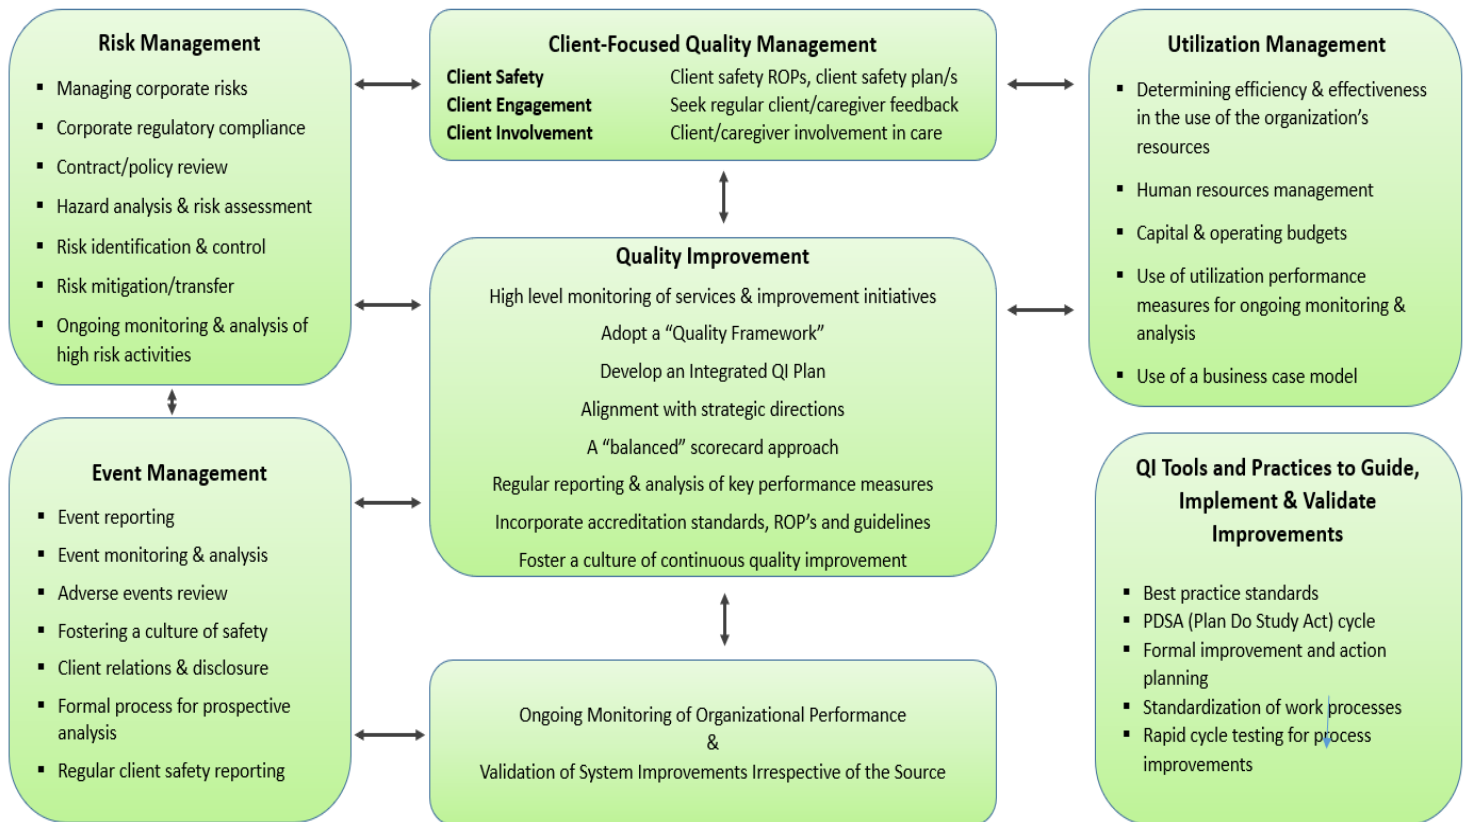 Risk Management
▪ Managing corporate risks
▪ Corporate regulatory compliance
▪ Contract/policy review
▪ Hazard analysis & risk assessment
▪ Risk identification & control
▪ Risk mitigation/transfer
▪ Ongoing monitoring & analysis of
high risk activities
Client-Focused Quality Management
Client Safety Client safety ROPs, client safety plan/s
Client Engagement Seek regular client/caregiver feedback
Client Involvement Client/caregiver involvement in care
Utilization Management
▪ Determining efficiency & effectiveness
in the use of the organization’s
resources
▪ Human resources management
▪ Capital & operating budgets
▪ Use of utilization performance
measures for ongoing monitoring &
analysis
▪ Use of a business case model
Quality Improvement
High level monitoring of services & improvement initiatives
Adopt a “Quality Framework”
Develop an Integrated QI Plan
Alignment with strategic directions
A “balanced” scorecard approach
Regular reporting & analysis of key performance measures
Incorporate accreditation standards, ROP’s and guidelines
Foster a culture of continuous quality improvement
Event Management
▪ Event reporting
▪ Event monitoring & analysis
▪ Adverse events review
▪ Fostering a culture of safety
▪ Client relations & disclosure
▪ Formal process for prospective
analysis
▪ Regular client safety reporting
Ongoing Monitoring of Organizational Performance
&
Validation of System Improvements Irrespective of the Source
QI Tools and Practices to Guide,
Implement & Validate
Improvements
▪ Best practice standards
▪ PDSA (Plan Do Study Act) cycle
▪ Formal improvement and action
planning
▪ Standardization of work processes
▪ Rapid cycle testing for process
improvements